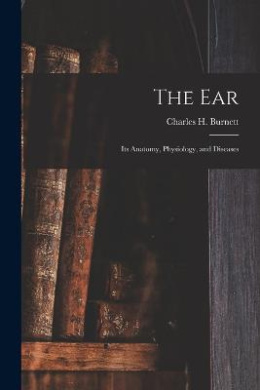 The Ear
Charles H. Burnett
Its Anatomy, Physiology, and Diseases